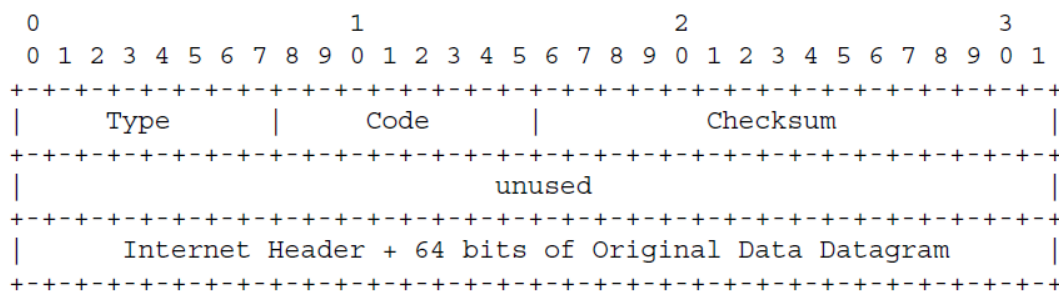 0                   1                   2                   3
0 1 2 3 4 5 6 7 8 9 0 1 2 3 4 5 6 7 8 9 0 1 2 3 4 5 6 7 8 9 0 1
+-+-+-+-+-+-+-+-+-+-+-+-+-+-+-+-+-+-+-+-+-+-+-+-+-+-+-+-+-+-+-+-+
|     Type      |     Code      |          Checksum             |
+-+-+-+-+-+-+-+-+-+-+-+-+-+-+-+-+-+-+-+-+-+-+-+-+-+-+-+-+-+-+-+-+
|                             unused                            |
+-+-+-+-+-+-+-+-+-+-+-+-+-+-+-+-+-+-+-+-+-+-+-+-+-+-+-+-+-+-+-+-+
|      Internet Header + 64 bits of Original Data Datagram      |
+-+-+-+-+-+-+-+-+-+-+-+-+-+-+-+-+-+-+-+-+-+-+-+-+-+-+-+-+-+-+-+-+